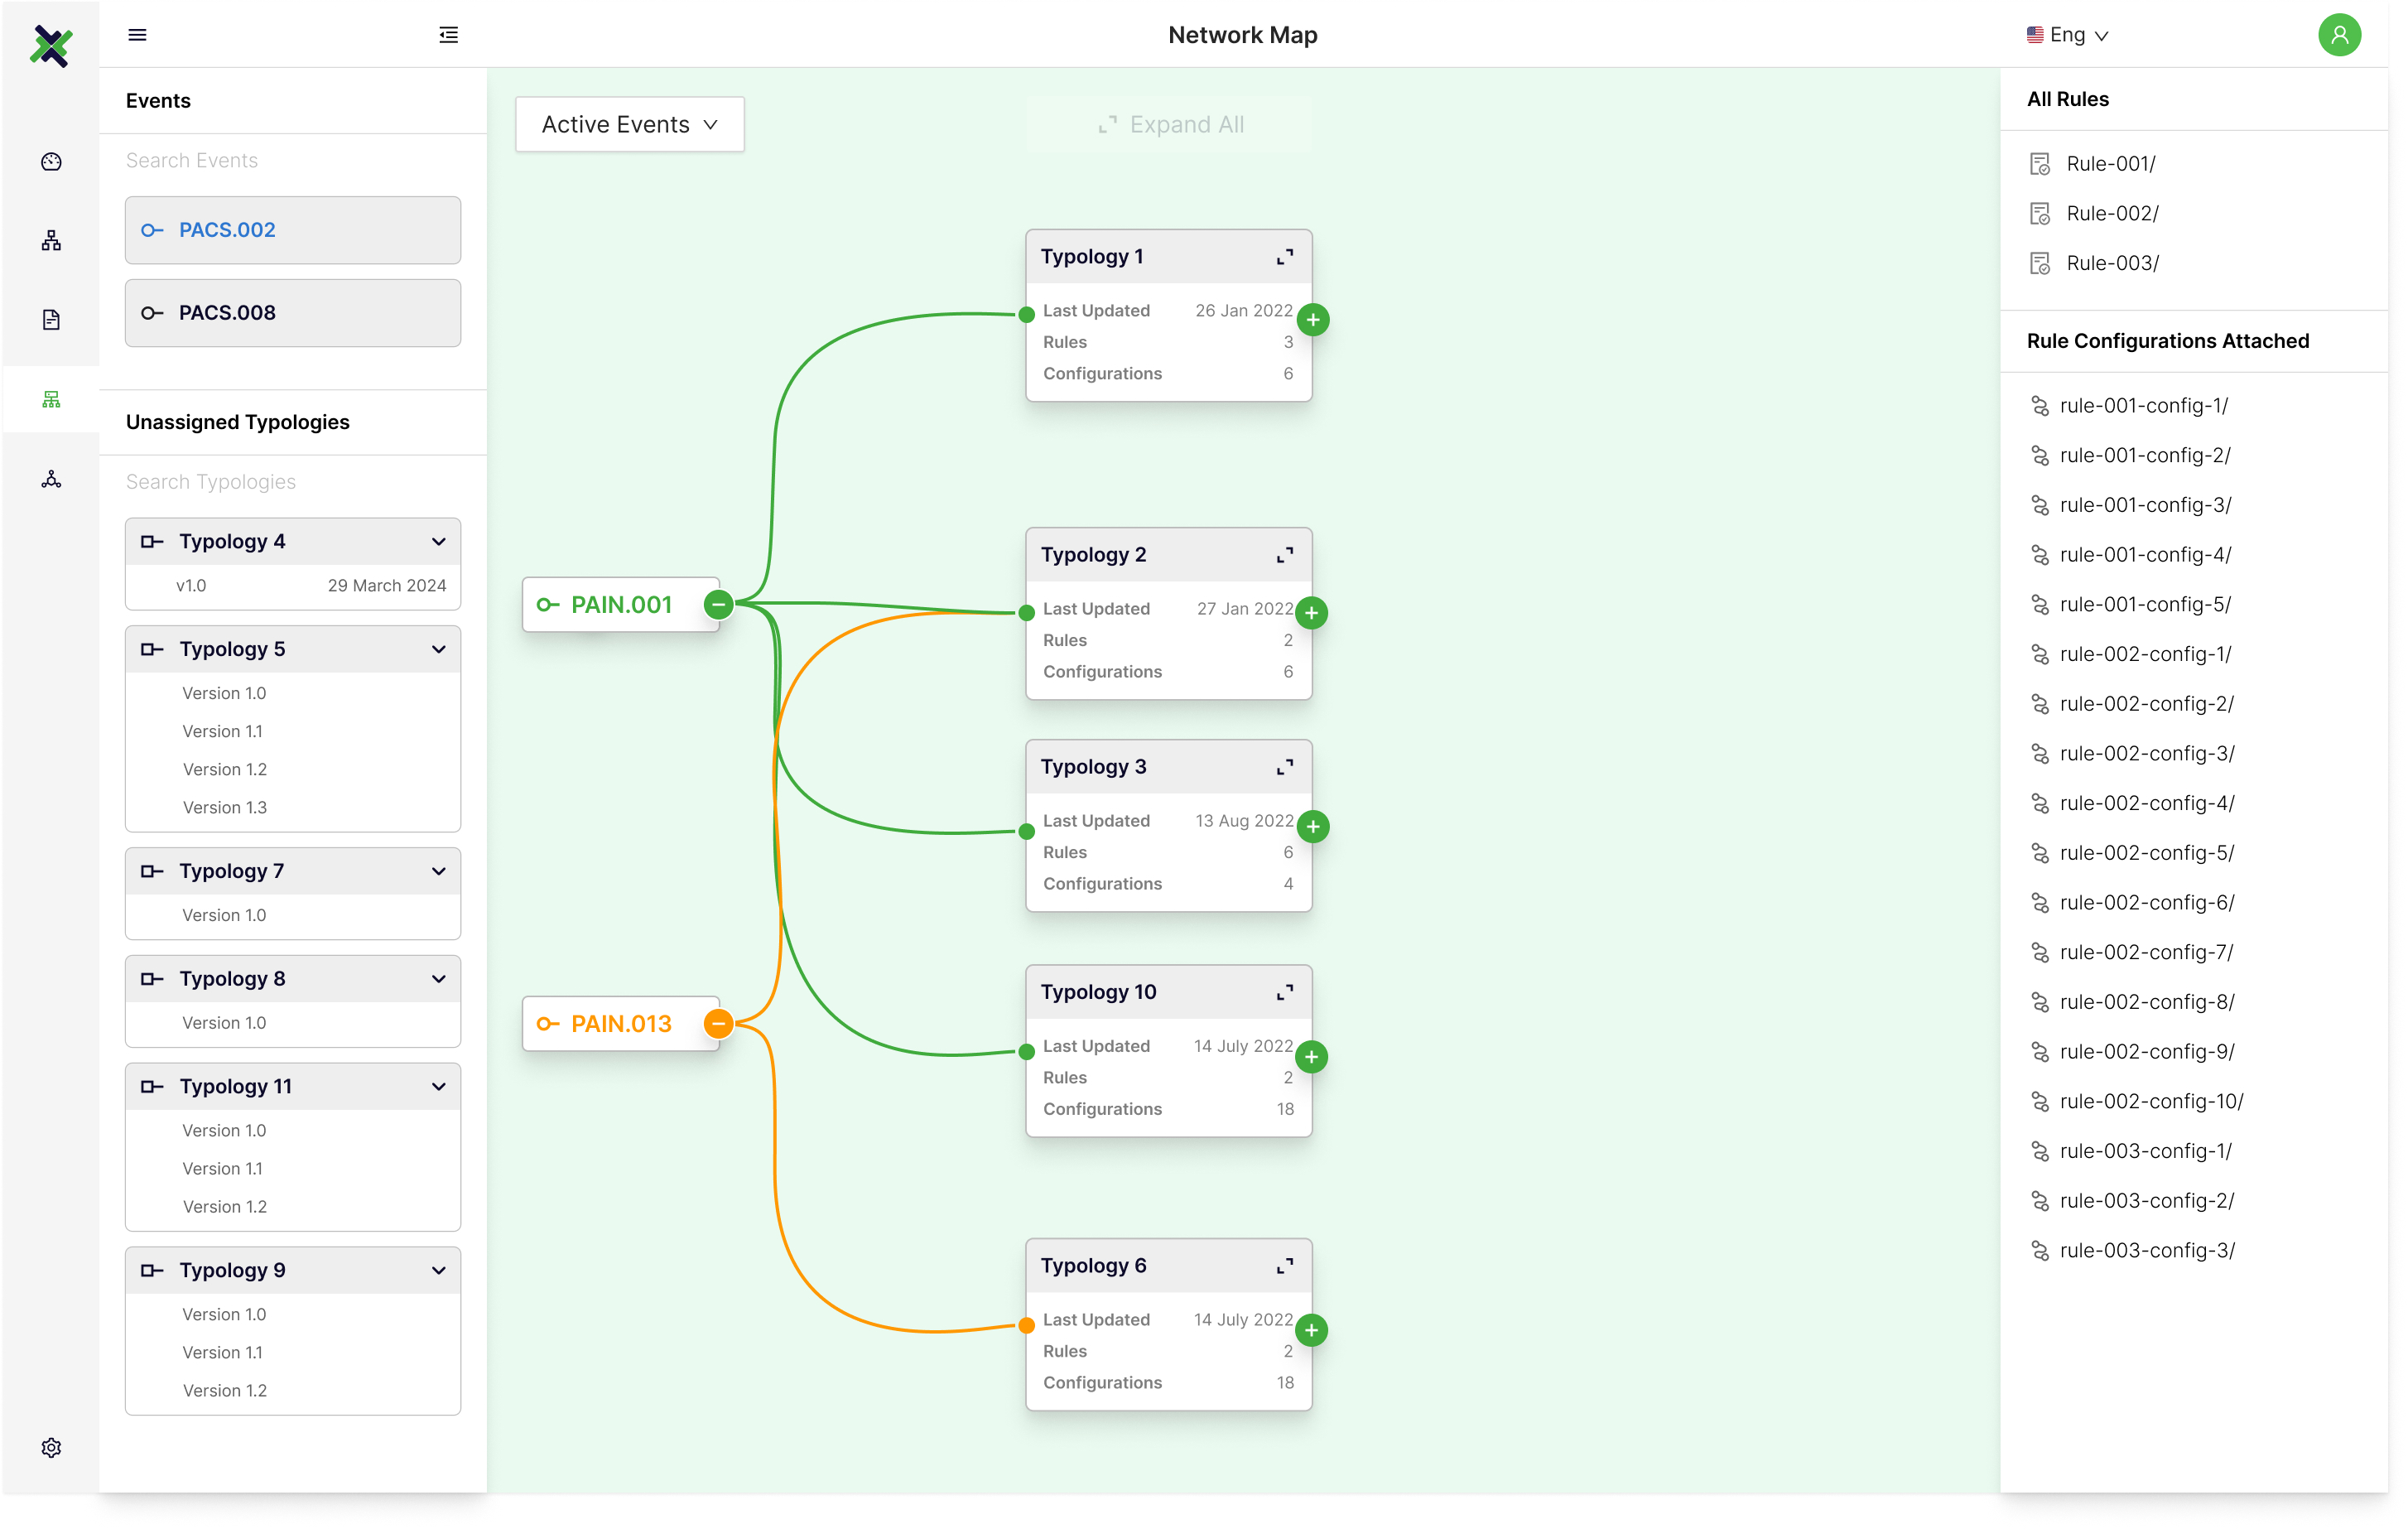 Network Map
Eng
Events
Search Events
PACS.002
PACS.008
Unassigned Typologies
Search Typologies
Typology 4
v1.0 29 March 2024
Typology 5
Version 1.0
Version 1.1
Version 1.2
Version 1.3
Typology 7
Version 1.0
Typology 8
Version 1.0
Typology 11
Version 1.0
Version 1.1
Version 1.2
Typology 9
Version 1.0
Version 1.1
Version 1.2
Active Events
Expand All
PAIN.001
PAIN.013
Typology 1
Last Updated 26 Jan 2022
Rules 3
Configurations 6
Typology 2
Last Updated 27 Jan 2022
Rules 2
Configurations 6
Typology 3
Last Updated 13 Aug 2022
Rules 6
Configurations 4
Typology 10
Last Updated 14 July 2022
Rules 2
Configurations 18
Typology 6
Last Updated 14 July 2022
Rules 2
Configurations 18
All Rules
Rule-001/
Rule-002/
Rule-003/
Rule Configurations Attached
rule-001-config-1/
rule-001-config-2/
rule-001-config-3/
rule-001-config-4/
rule-001-config-5/
rule-002-config-1/
rule-002-config-2/
rule-002-config-3/
rule-002-config-4/
rule-002-config-5/
rule-002-config-6/
rule-002-config-7/
rule-002-config-8/
rule-002-config-9/
rule-002-config-10/
rule-003-config-1/
rule-003-config-2/
rule-003-config-3/